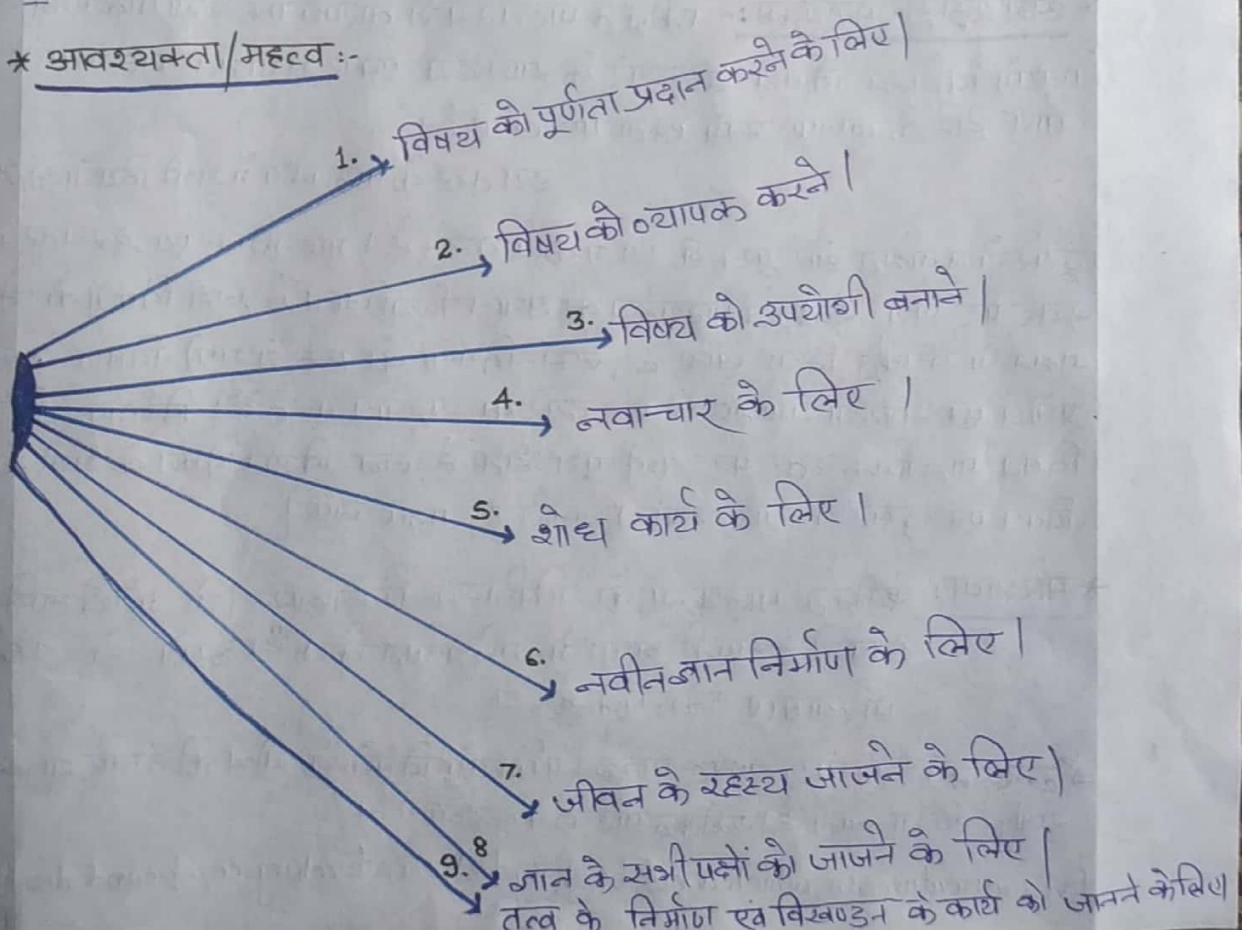 * आवश्यक्ता/महत्व :-
1. विषय को पूर्णता प्रदान करने के लिए।
2. विषय को व्यापक करने।
3. विषय को उपयोगी बनाने।
4. नवाचार के लिए।
5. शोध कार्य के लिए।
6. नवीन ज्ञान निर्माण के लिए।
7. जीवन के रहस्य जानने के लिए।
8 ज्ञान के सभी पक्षों को जानने के लिए।
9. तत्व के निर्माण एवं विखण्डन के कार्य को जानने के लिए।